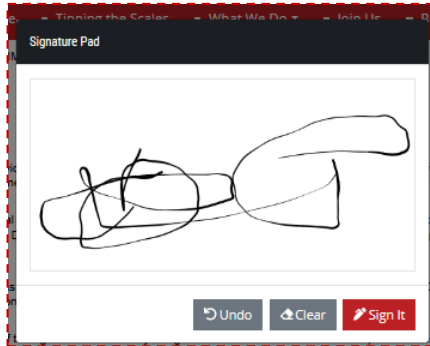 Tipping the Scales What We Do Join Us
Signature Pad
Undo Clear Sign It